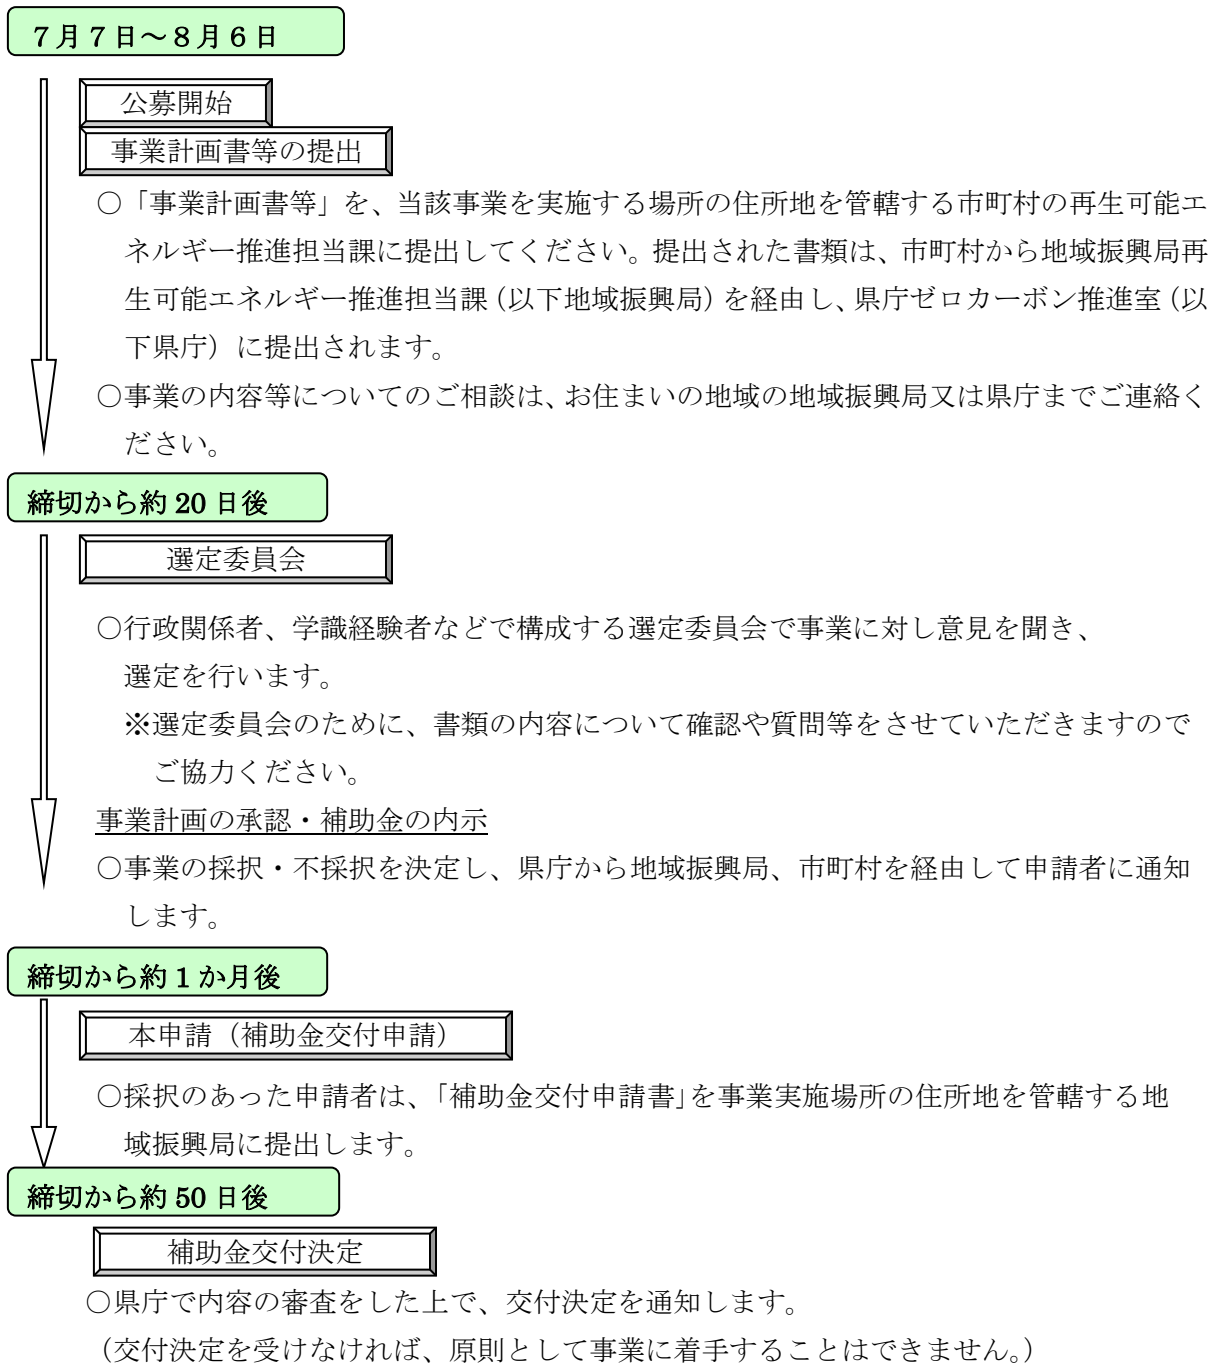 ７月７日～８月６日
公募開始
事業計画書等の提出
○「事業計画書等」を、当該事業を実施する場所の住所地を管轄する市町村の再生可能エ
ネルギー推進担当課に提出してください。提出された書類は、市町村から地域振興局再
生可能エネルギー推進担当課（以下地域振興局）を経由し、県庁ゼロカーボン推進室（以
下県庁）に提出されます。
○事業の内容等についてのご相談は、お住まいの地域の地域振興局又は県庁までご連絡く
ださい。
締切から約 20 日後
選定委員会
○行政関係者、学識経験者などで構成する選定委員会で事業に対し意見を聞き、
選定を行います。
※選定委員会のために、書類の内容について確認や質問等をさせていただきますので
ご協力ください。
事業計画の承認・補助金の内示
○事業の採択・不採択を決定し、県庁から地域振興局、市町村を経由して申請者に通知
します。
締切から約 1 か月後
本申請（補助金交付申請）
○採択のあった申請者は、「補助金交付申請書」を事業実施場所の住所地を管轄する地
域振興局に提出します。
締切から約 50 日後
補助金交付決定
○県庁で内容の審査をした上で、交付決定を通知します。
（交付決定を受けなければ、原則として事業に着手することはできません。）